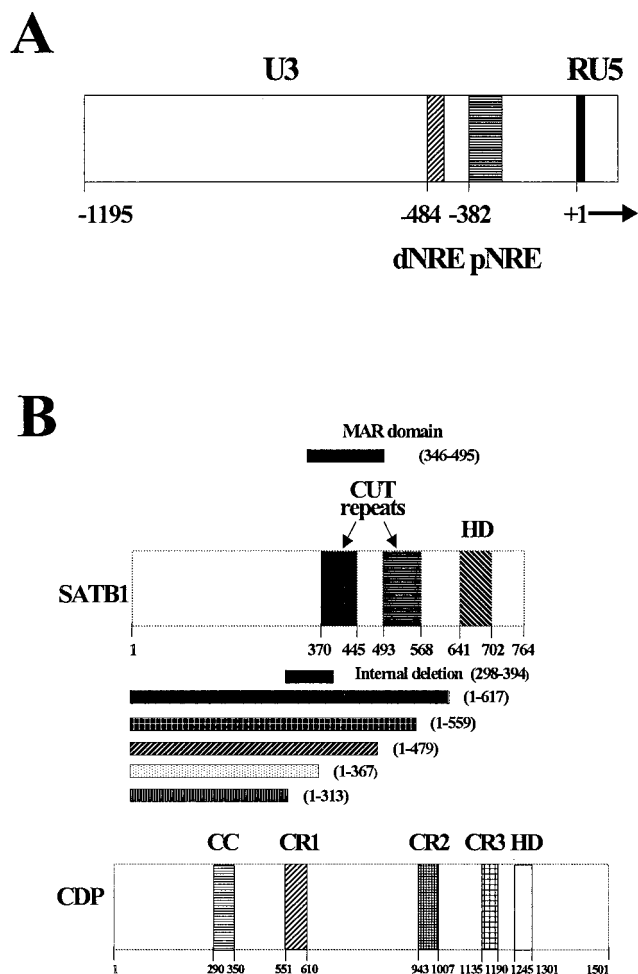 A
U3 RU5
-1195 -484 -382 +1
dNRE pNRE
B
MAR domain
(346-495)
CUT
repeats
HD
SATB1
1 370 445 493 568 641 702 764
Internal deletion (298-394)
(1-617)
(1-559)
(1-479)
(1-367)
(1-313)
CC CR1 CR2 CR3 HD
CDP
1 290 350 551 610 943 1007 1135 1190 1245 1301 1501